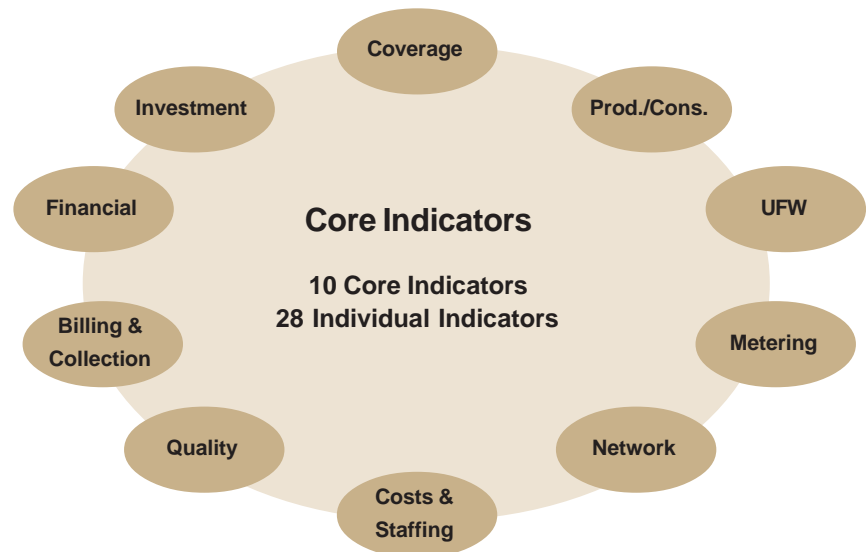 Coverage
Investment
Prod./Cons.
Financial
Core Indicators
UFW
10 Core Indicators
28 Individual Indicators
Billing &
Collection
Metering
Quality
Network
Costs &
Staffing